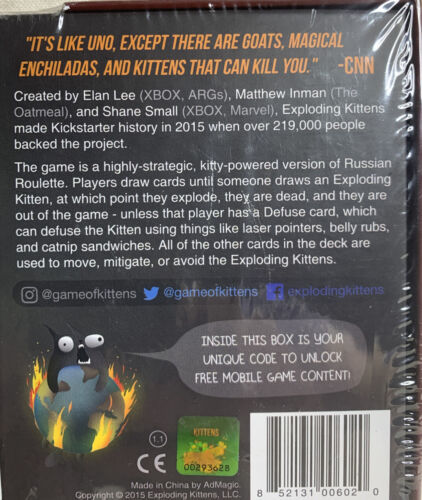 "IT'S LIKE UNO, EXCEPT THERE ARE GOATS, MAGICAL
ENCHILADAS, AND KITTENS THAT CAN KILL YOU." -CNN
Created by Elan Lee (XBOX, ARGs), Matthew Inman (The
Oatmeal), and Shane Small (XBOX, Marvel), Exploding Kittens
made Kickstarter history in 2015 when over 219,000 people
backed the project.
The game is a highly-strategic, kitty-powered version of Russian
Roulette. Players draw cards until someone draws an Exploding
Kitten, at which point they explode, they are dead, and they are
out of the game - unless that player has a Defuse card, which
can defuse the Kitten using things like laser pointers, belly rubs,
and catnip sandwiches. All of the other cards in the deck are
used to move, mitigate, or avoid the Exploding Kittens.
@gameofkittens @gameofkittens explodingkittens
INSIDE THIS BOX IS YOUR
UNIQUE CODE TO UNLOCK
FREE MOBILE GAME CONTENT!
1.1
KITTENS
CE
00293628
Made in China by AdMagic.
Copyright © 2015 Exploding Kittens, LLC.
8 52131 00602 0